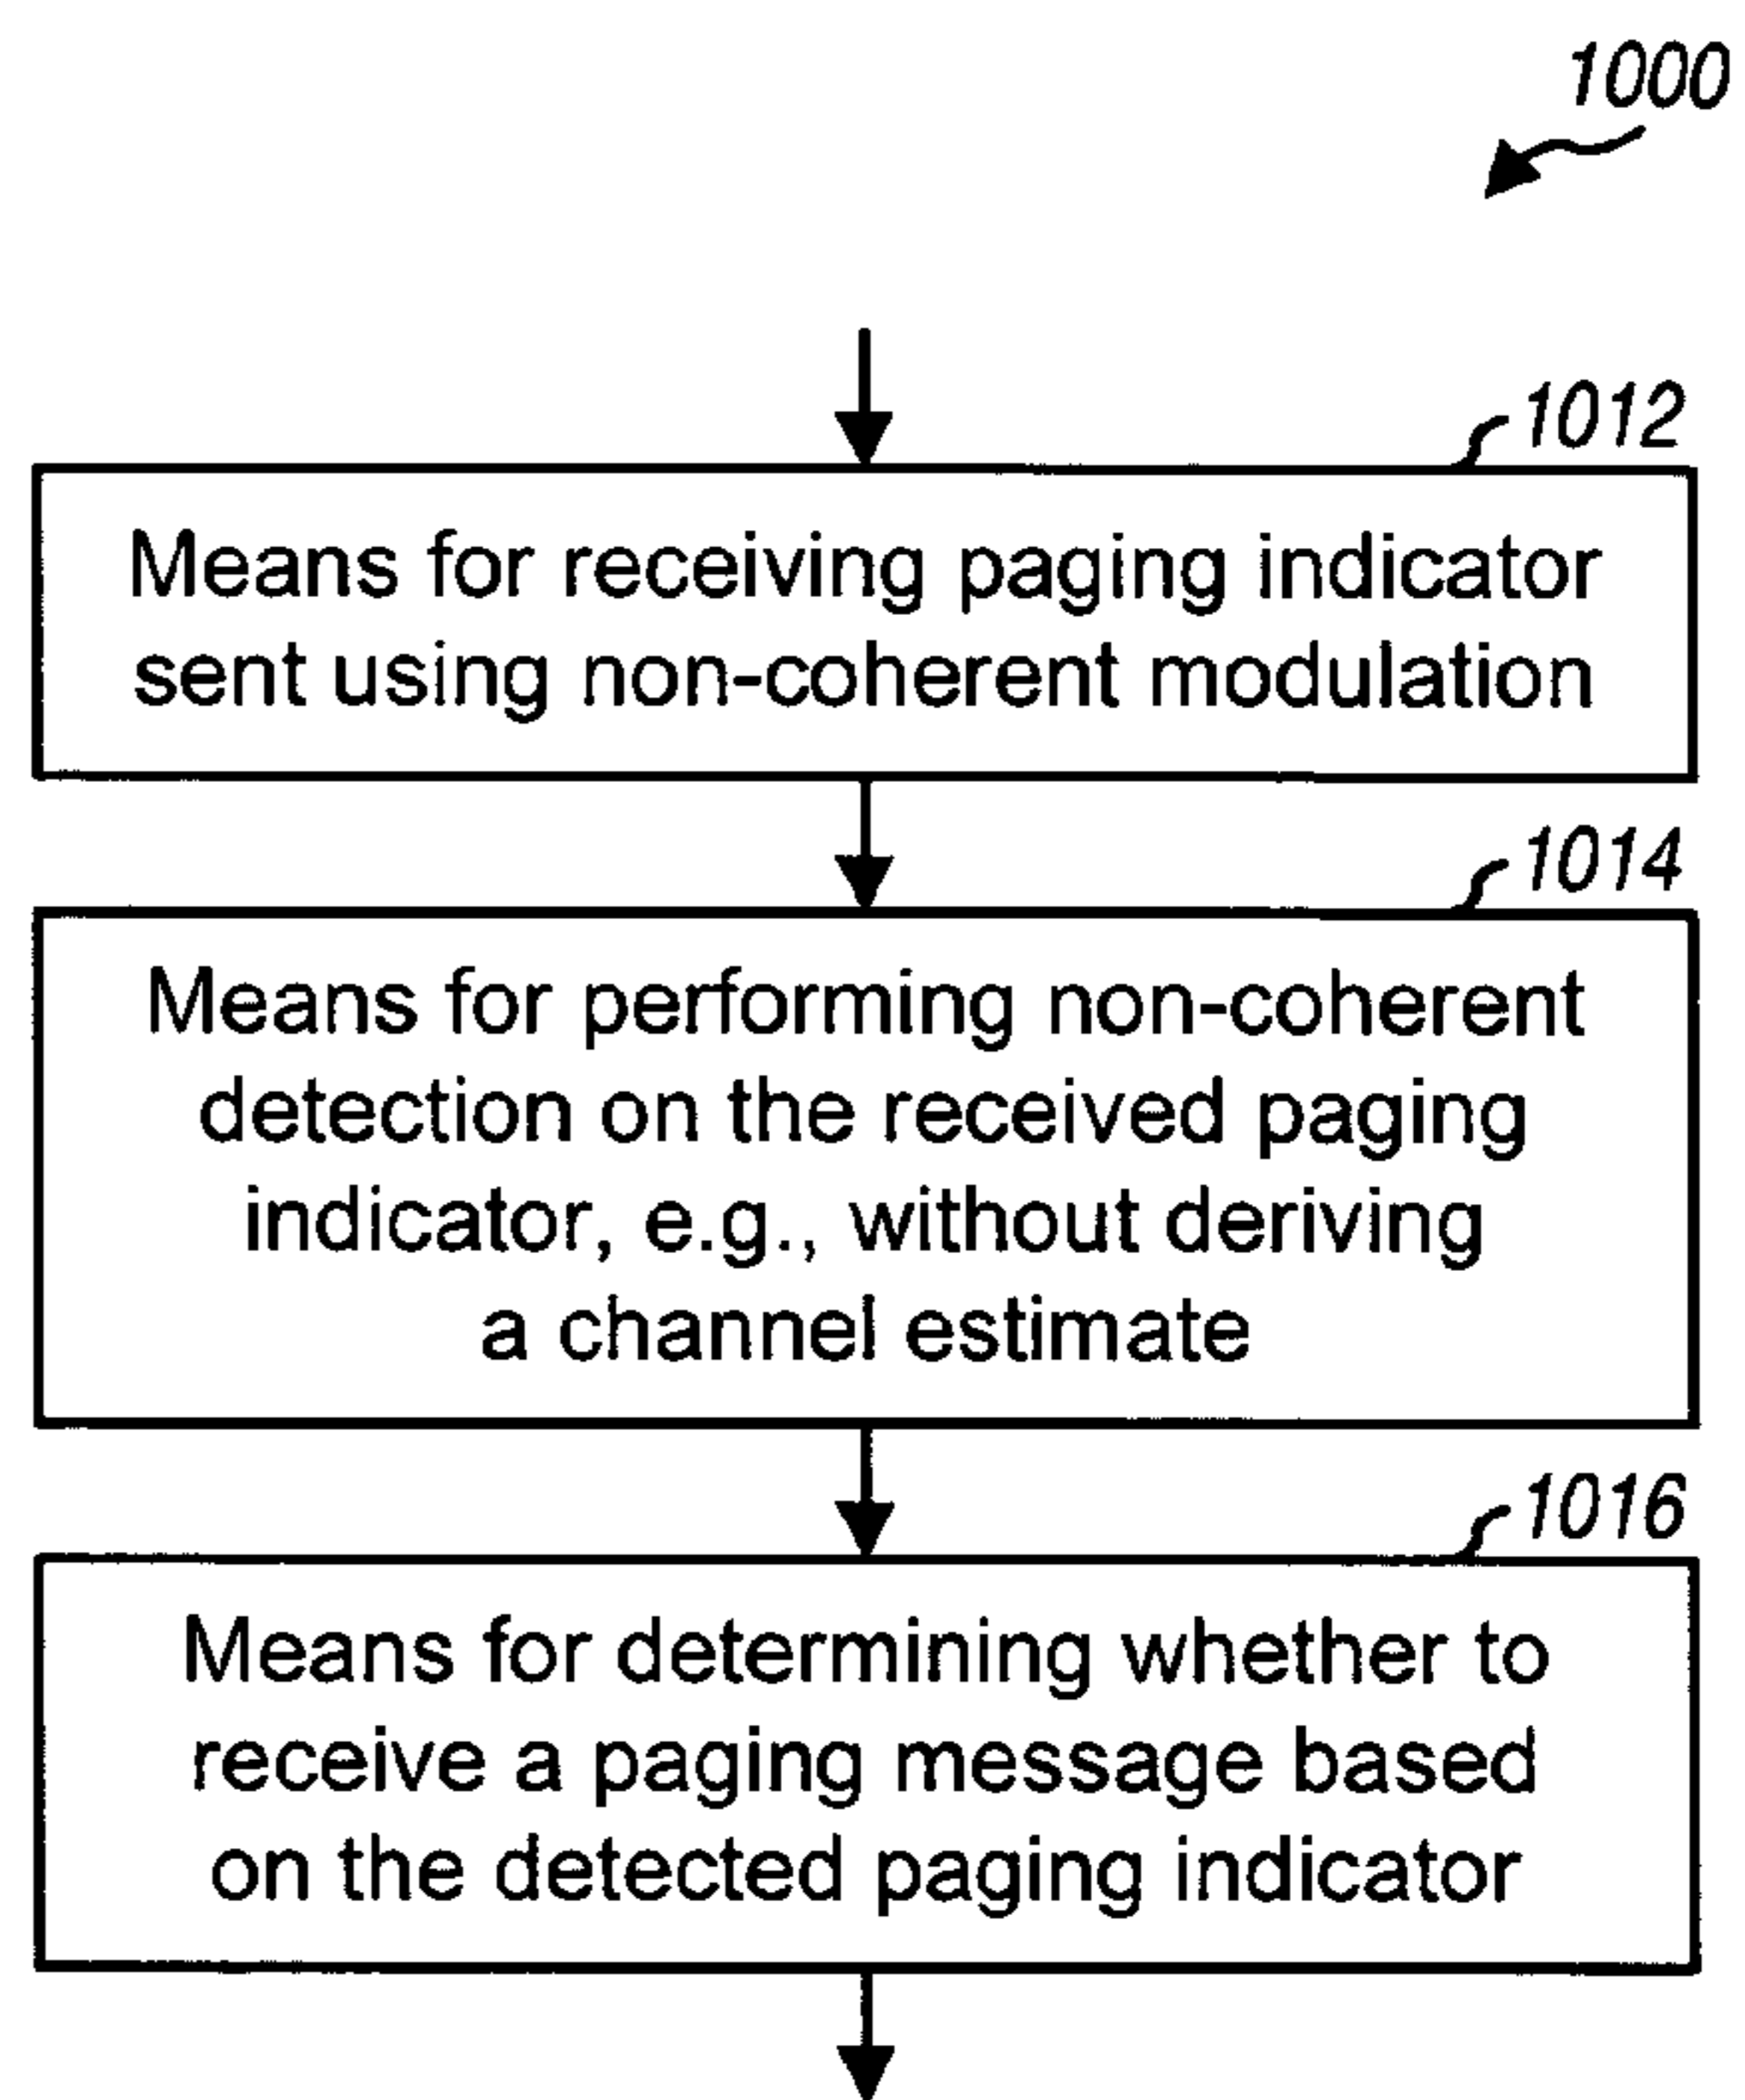 1000
1012
Means for receiving paging indicator
sent using non-coherent modulation
1014
Means for performing non-coherent
detection on the received paging
indicator, e.g., without deriving
a channel estimate
1016
Means for determining whether to
receive a paging message based
on the detected paging indicator